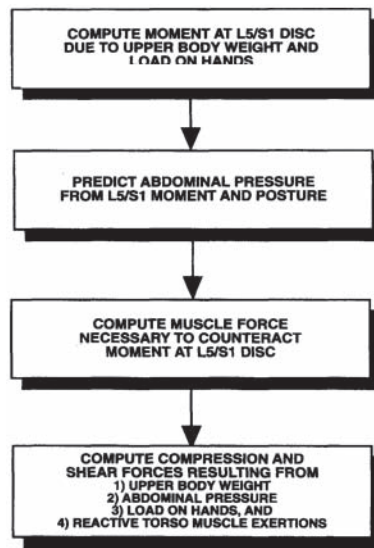 COMPUTE MOMENT AT L5/S1 DISC
DUE TO UPPER BODY WEIGHT AND
LOAD ON HANDS
PREDICT ABDOMINAL PRESSURE
FROM L5/S1 MOMENT AND POSTURE
COMPUTE MUSCLE FORCE
NECESSARY TO COUNTERACT
MOMENT AT L5/S1 DISC
COMPUTE COMPRESSION AND
SHEAR FORCES RESULTING FROM
1) UPPER BODY WEIGHT
2) ABDOMINAL PRESSURE
3) LOAD ON HANDS, AND
4) REACTIVE TORSO MUSCLE EXERTIONS